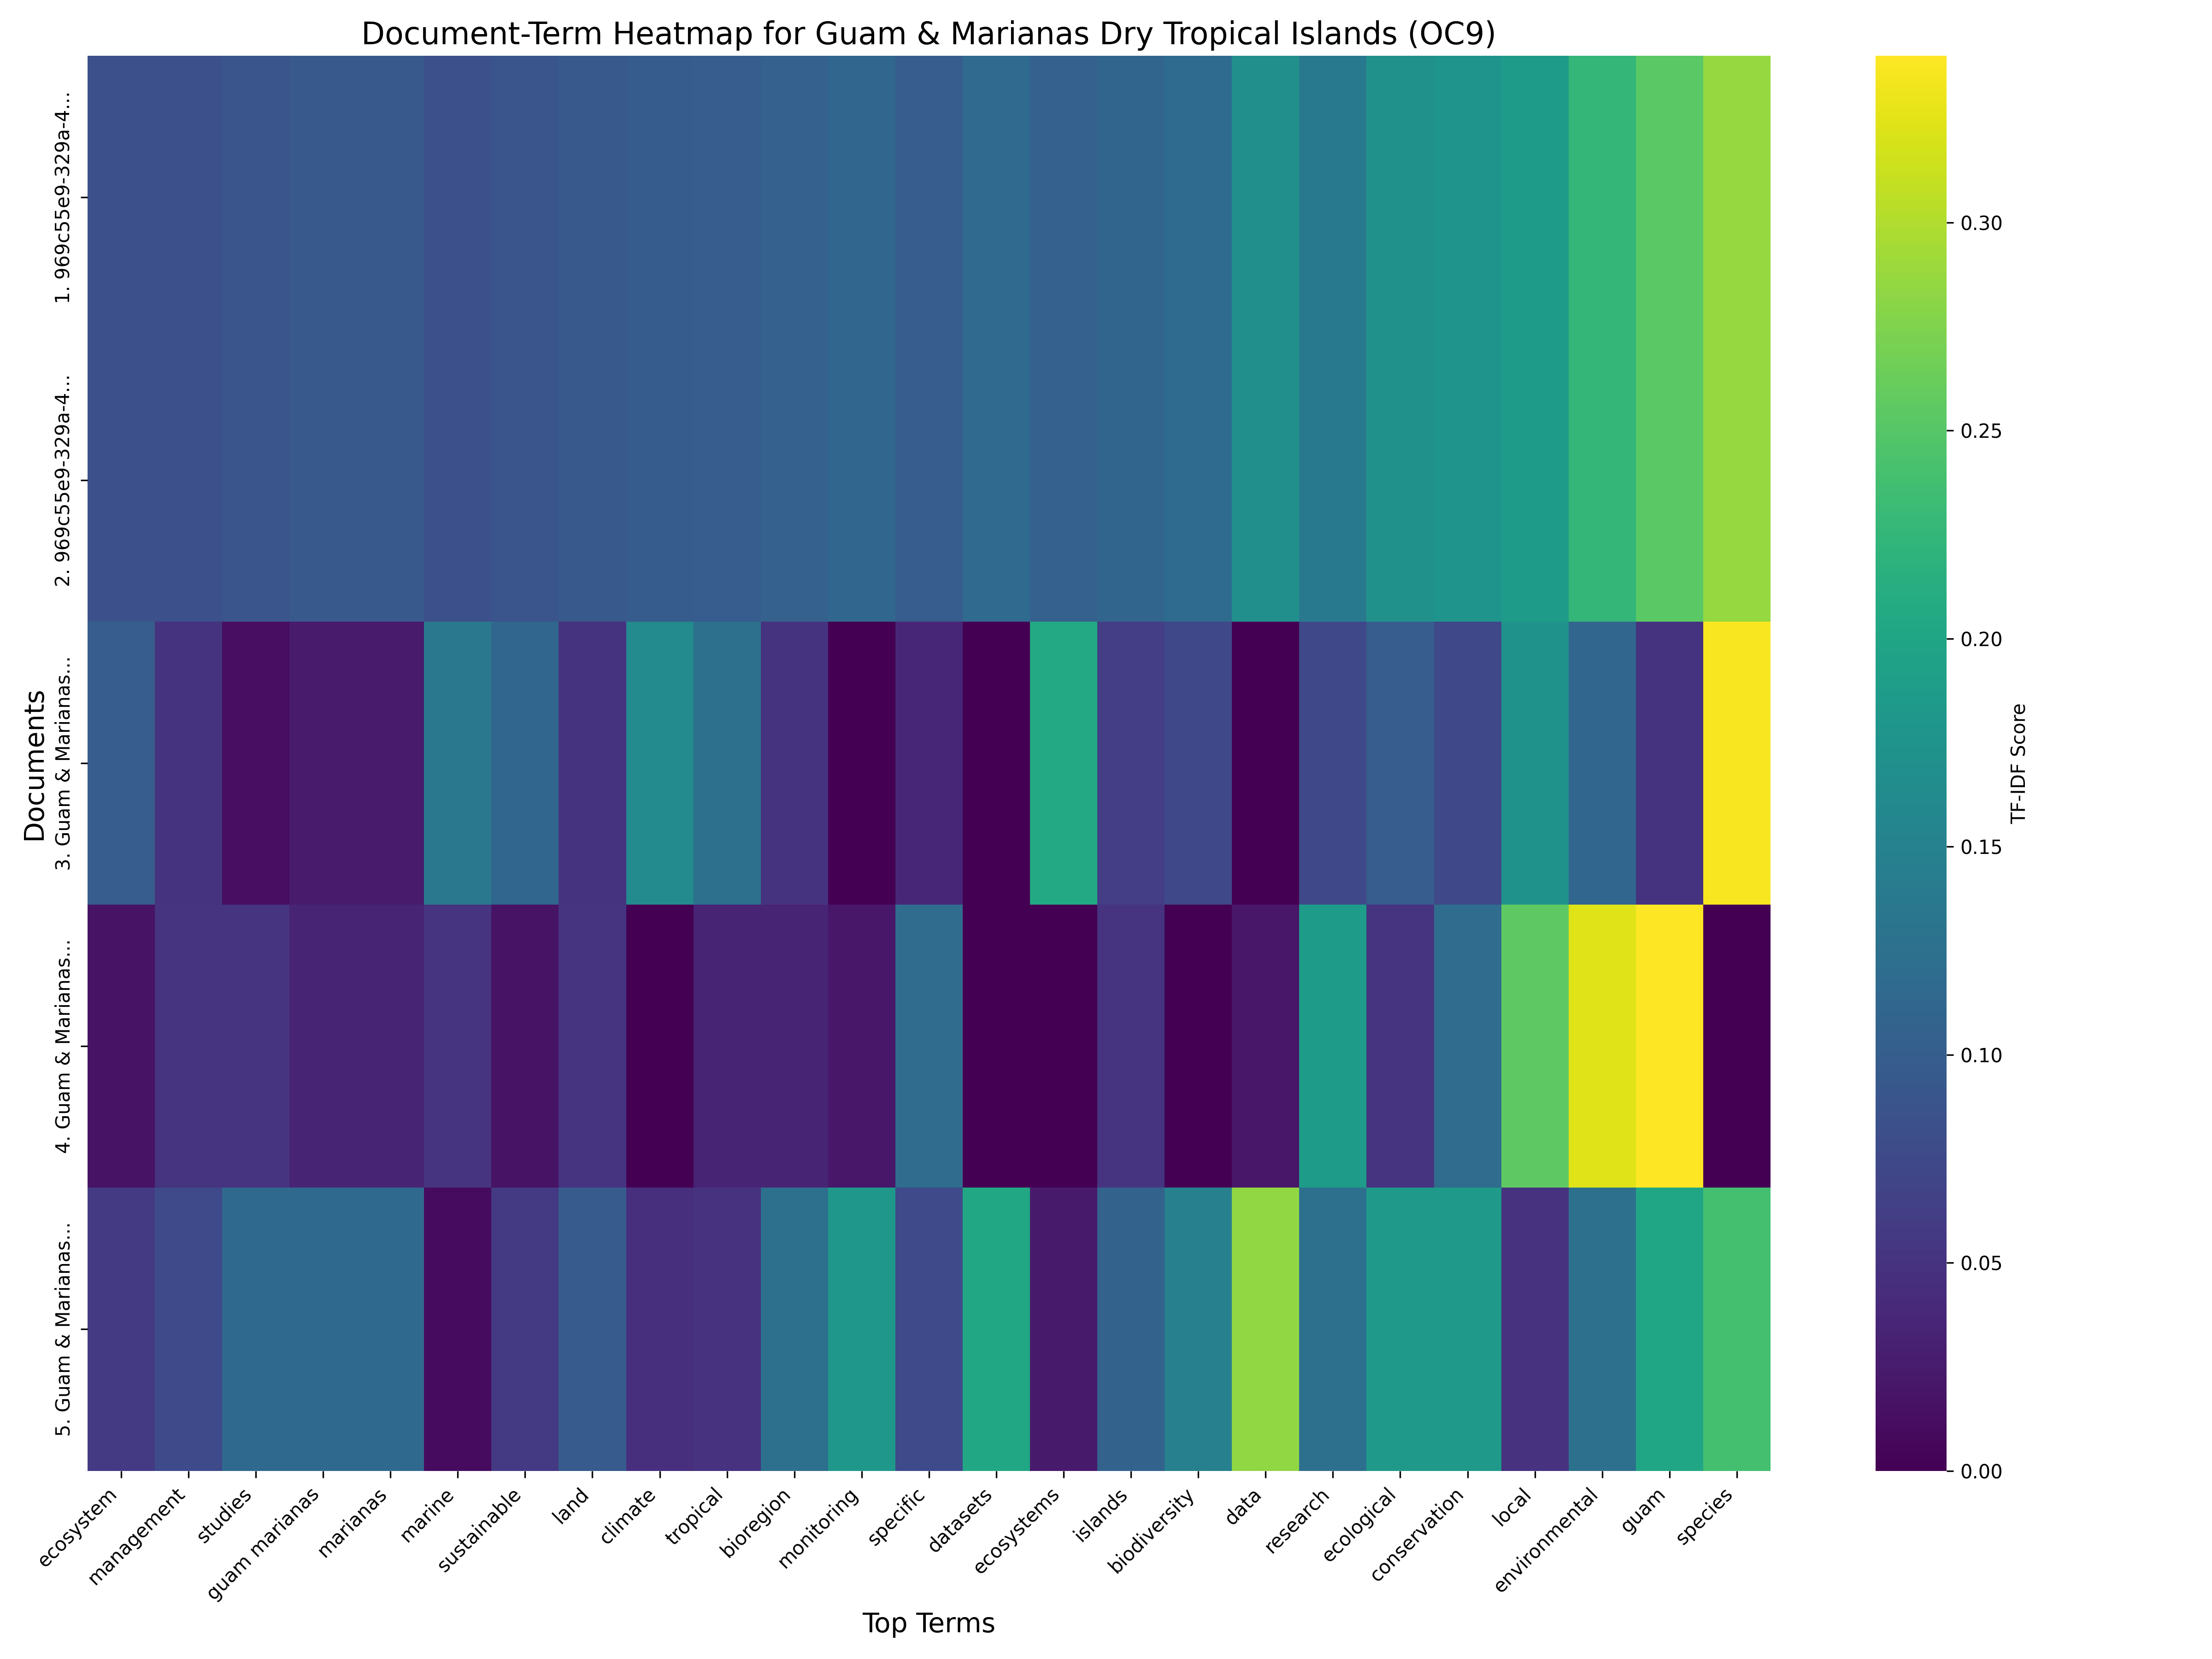 Document-Term Heatmap for Guam & Marianas Dry Tropical Islands (OC9)
Documents
1. 969c55e9-329a-4...
2. 969c55e9-329a-4...
3. Guam & Marianas...
4. Guam & Marianas...
5. Guam & Marianas...
ecosystem
management
studies
guam marianas
marianas
marine
sustainable
land
climate
tropical
bioregion
monitoring
specific
datasets
ecosystems
islands
biodiversity
data
research
ecological
conservation
local
environmental
guam
species
Top Terms
0.30
0.25
0.20
0.15
0.10
0.05
0.00
TF-IDF Score